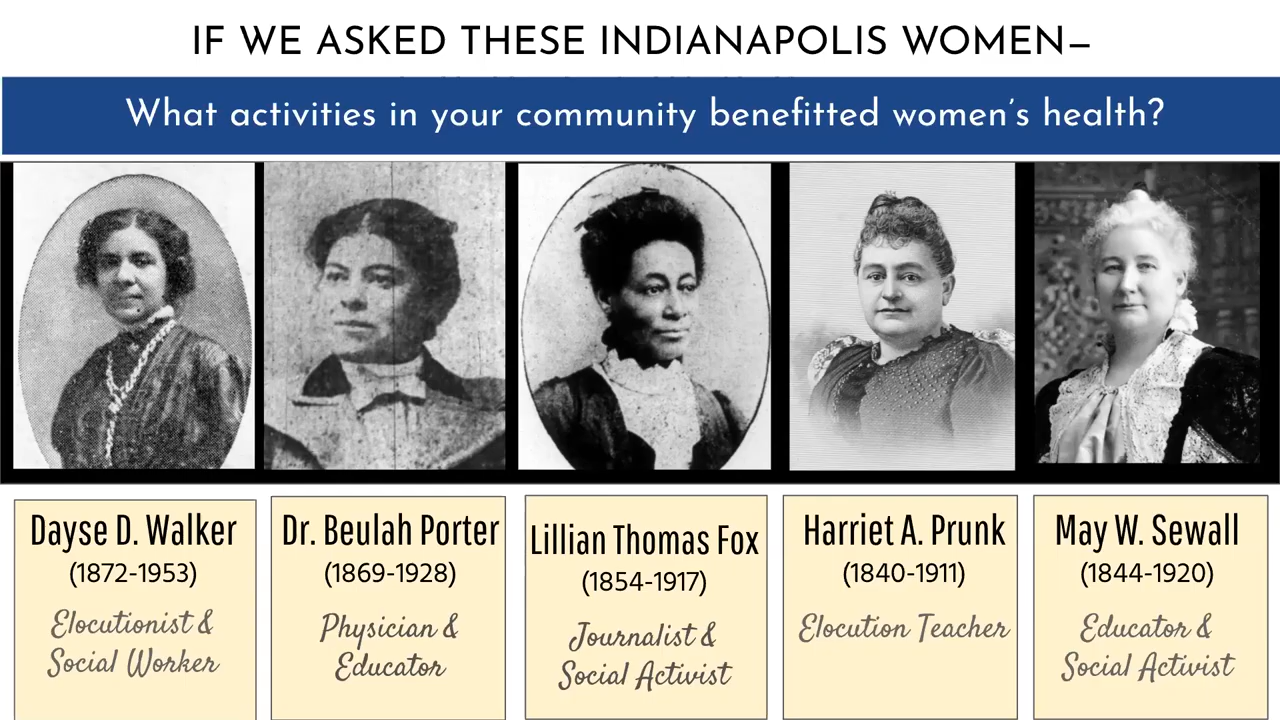 IF WE ASKED THESE INDIANAPOLIS WOMEN–
What activities in your community benefitted women's health?
Dayse D. Walker
(1872-1953)
Elocutionist &
Social Worker
Dr. Beulah Porter
(1869-1928)
Physician &
Educator
Lillian Thomas Fox
(1854-1917)
Journalist &
Social Activist
Harriet A. Prunk
(1840-1911)
Elocution Teacher
May W. Sewall
(1844-1920)
Educator &
Social Activist